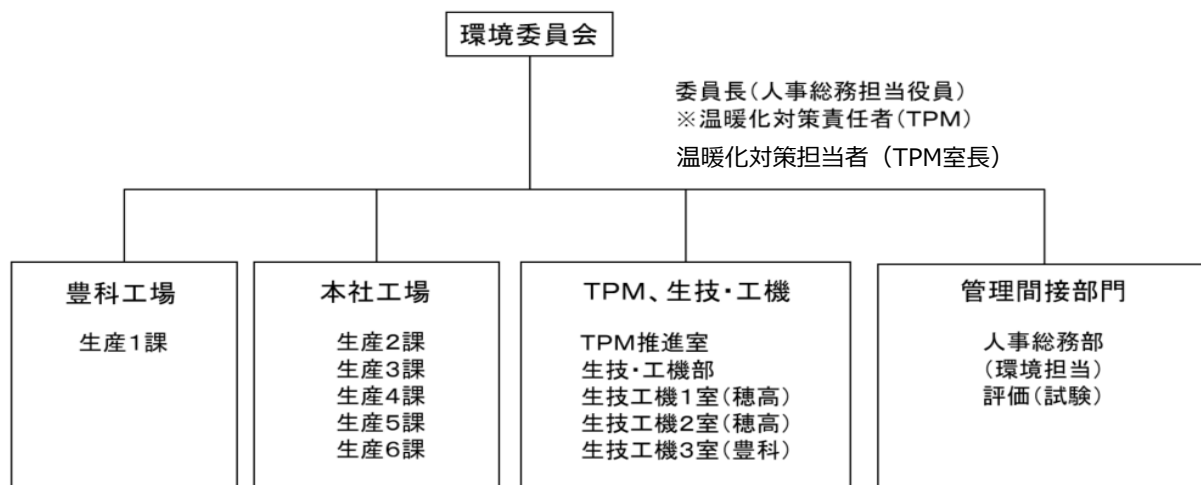 環境委員会
委員長(人事総務担当役員)
※温暖化対策責任者(TPM)
温暖化対策担当者（TPM室長）
豊科工場
生産1課
本社工場
生産2課
生産3課
生産4課
生産5課
生産6課
TPM、生技・工機
TPM推進室
生技・工機部
生技工機1室(穂高)
生技工機2室(穂高)
生技工機3室(豊科)
管理間接部門
人事総務部
(環境担当)
評価(試験)